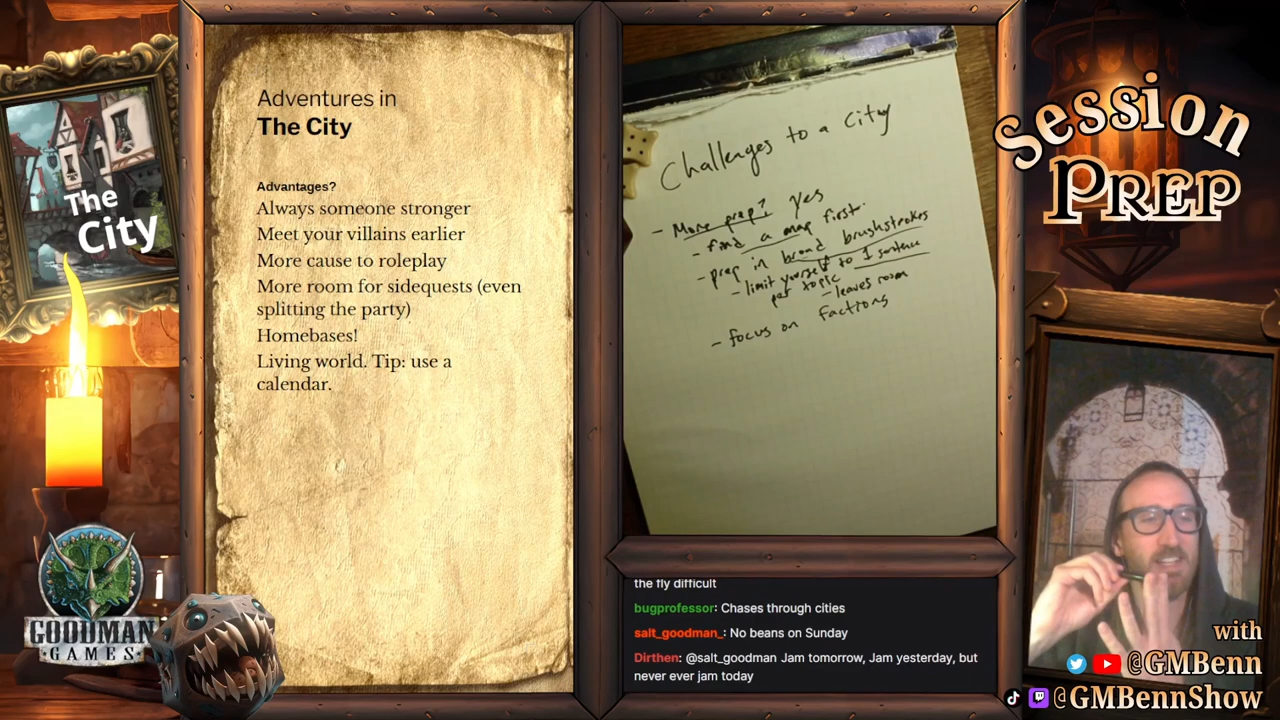 The
City
GOODMAN
GAMES
Adventures in
The City
Advantages?
Always someone stronger
Meet your villains earlier
More cause to roleplay
More room for sidequests (even
splitting the party)
Homebases!
Living world. Tip: use a
calendar.
Challenges to a City
- More prep? Yes
- find a map first.
- prep in broad brushstrokes
- limit yourself to 1 sentence
per topic
- leaves room
- focus on factions
the fly difficult
bugprofessor: Chases through cities
salt_goodman_: No beans on Sunday
Dirthen: @salt_goodman Jam tomorrow, Jam yesterday, but
never ever jam today
Session
PREP
with
@GMBenn
@GMBennShow